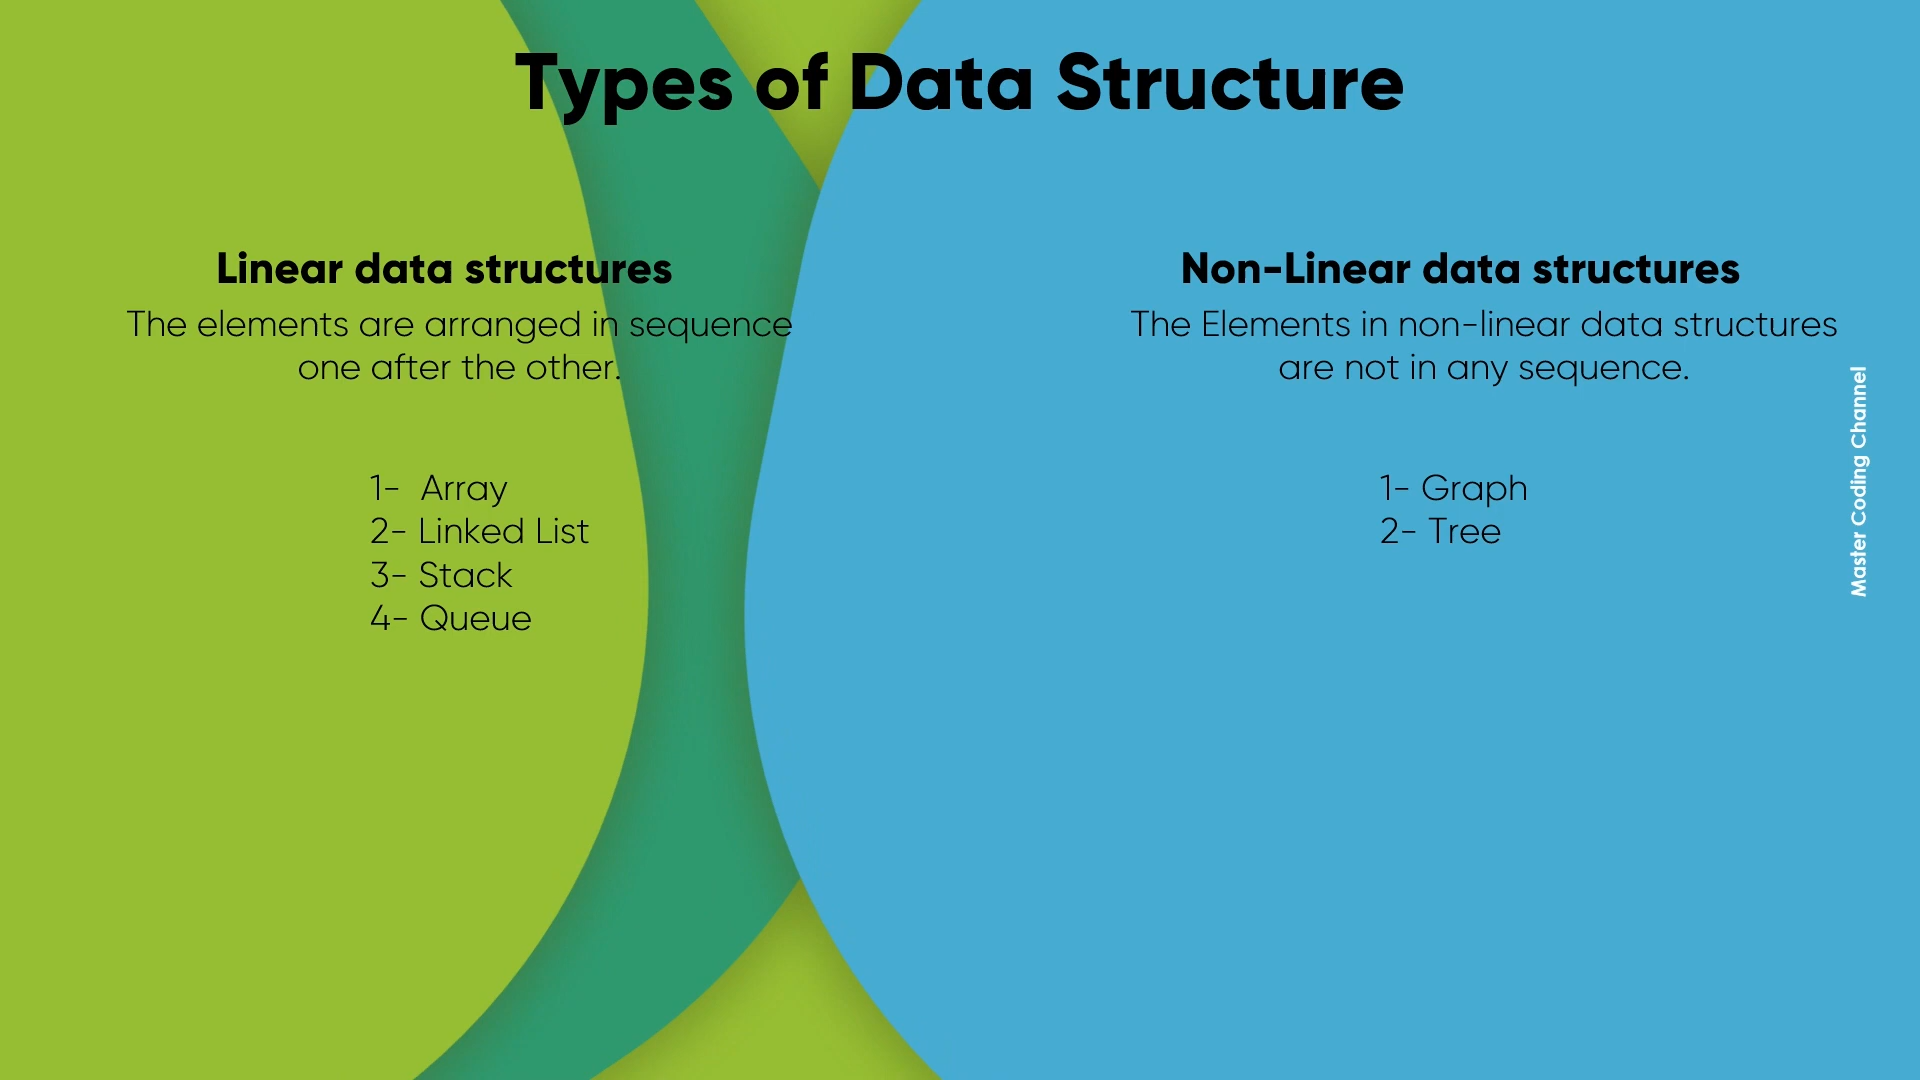 Types of Data Structure
Linear data structures
The elements are arranged in sequence
one after the other.
1-  Array
2- Linked List
3- Stack
4- Queue
Non-Linear data structures
The Elements in non-linear data structures
are not in any sequence.
1- Graph
2- Tree
Master Coding Channel